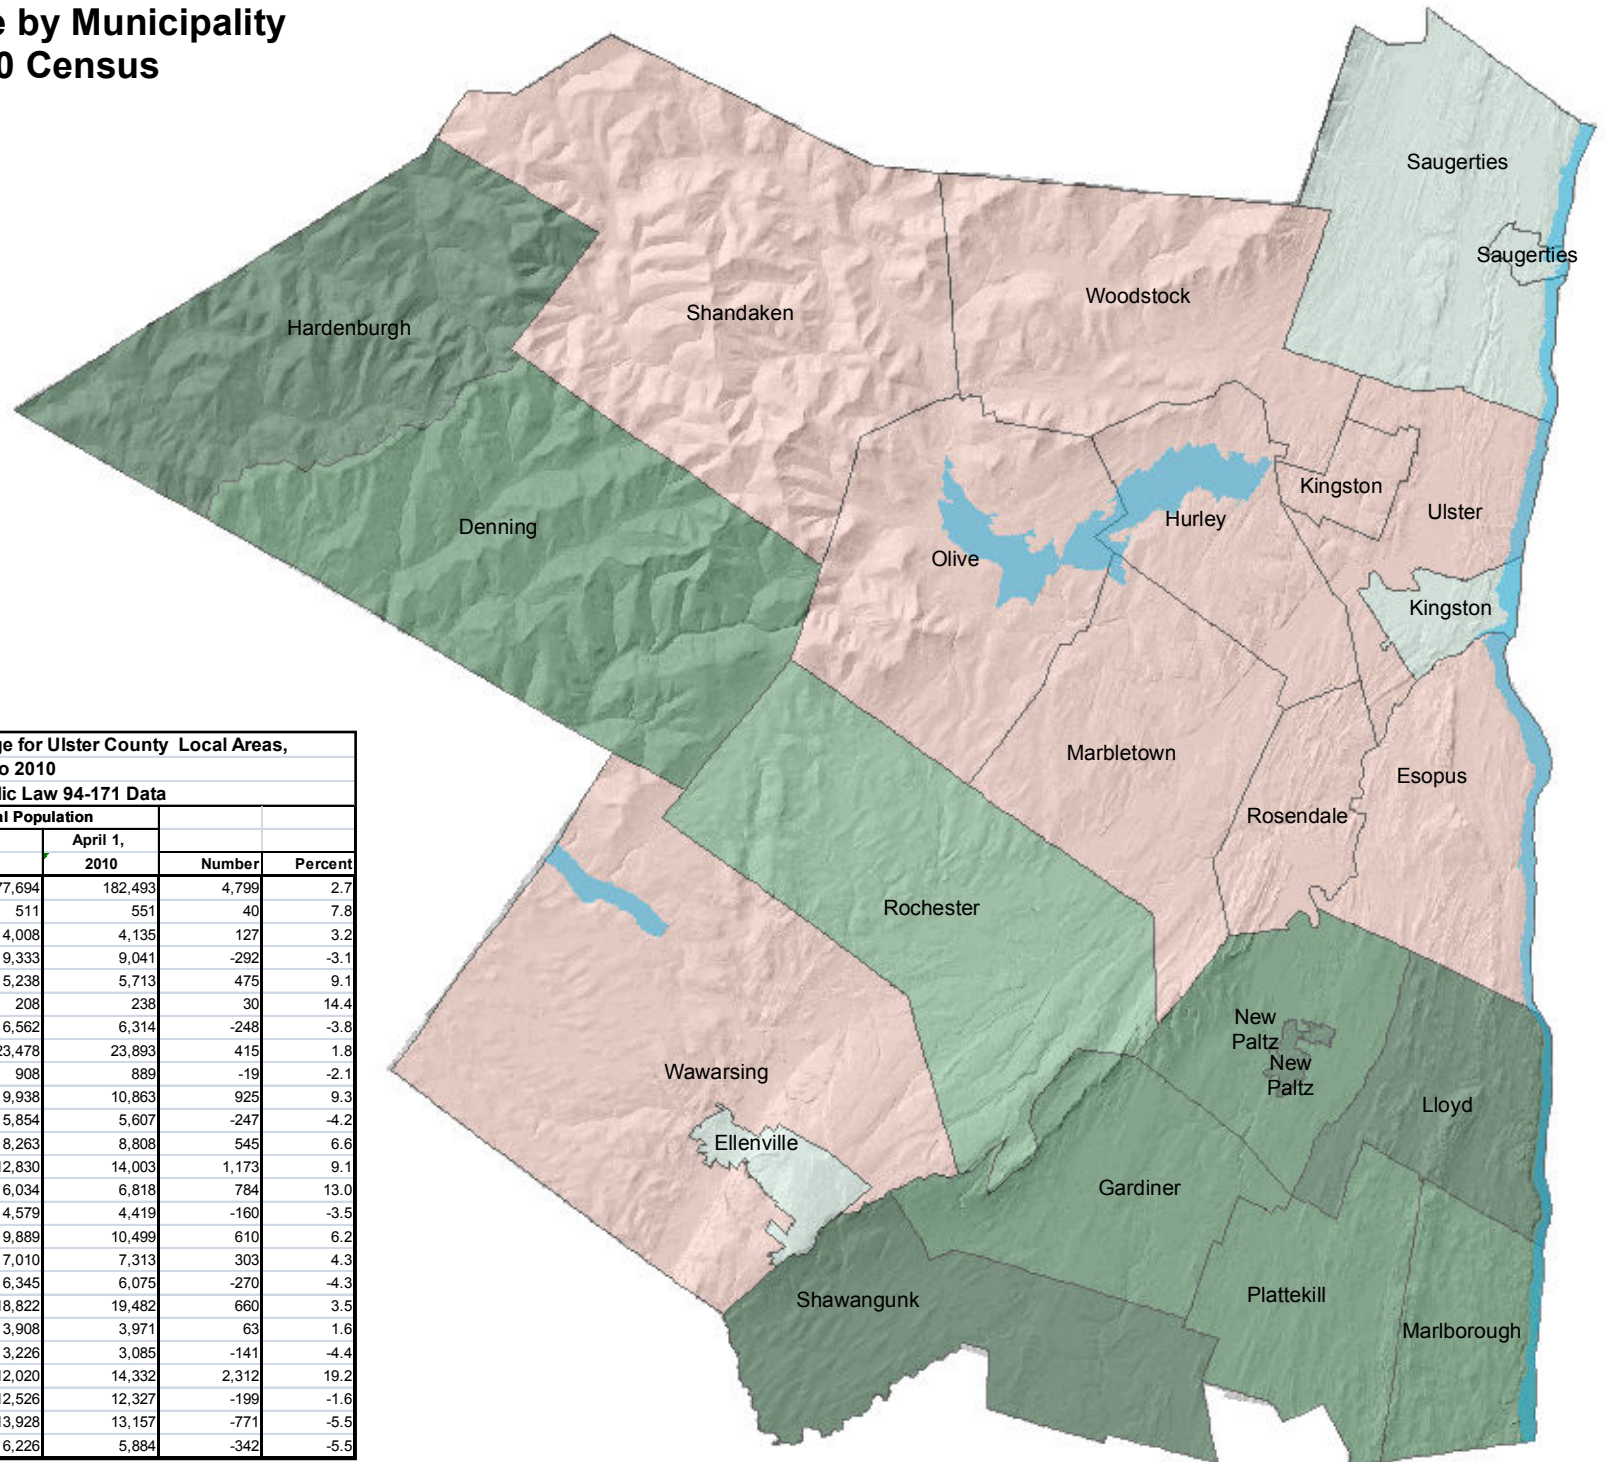 e by Municipality
0 Census
Saugerties
Saugerties
Woodstock
Shandaken
Hardenburgh
Kingston
Ulster
Hurley
Denning
Olive
Kingston
Marbletown
Esopus
Rosendale
Rochester
New
Paltz
New
Paltz
Wawarsing
Lloyd
Ellenville
Gardiner
Plattekill
Shawangunk
Marlborough
ge for Ulster County Local Areas,
o 2010
lic Law 94-171 Data
al Population
April 1,
2010 Number Percent
77,694 182,493 4,799 2.7
511 551 40 7.8
4,008 4,135 127 3.2
9,333 9,041 -292 -3.1
5,238 5,713 475 9.1
208 238 30 14.4
6,562 6,314 -248 -3.8
23,478 23,893 415 1.8
908 889 -19 -2.1
9,938 10,863 925 9.3
5,854 5,607 -247 -4.2
8,263 8,808 545 6.6
12,830 14,003 1,173 9.1
6,034 6,818 784 13.0
4,579 4,419 -160 -3.5
9,889 10,499 610 6.2
7,010 7,313 303 4.3
6,345 6,075 -270 -4.3
18,822 19,482 660 3.5
3,908 3,971 63 1.6
3,226 3,085 -141 -4.4
12,020 14,332 2,312 19.2
12,526 12,327 -199 -1.6
13,928 13,157 -771 -5.5
6,226 5,884 -342 -5.5